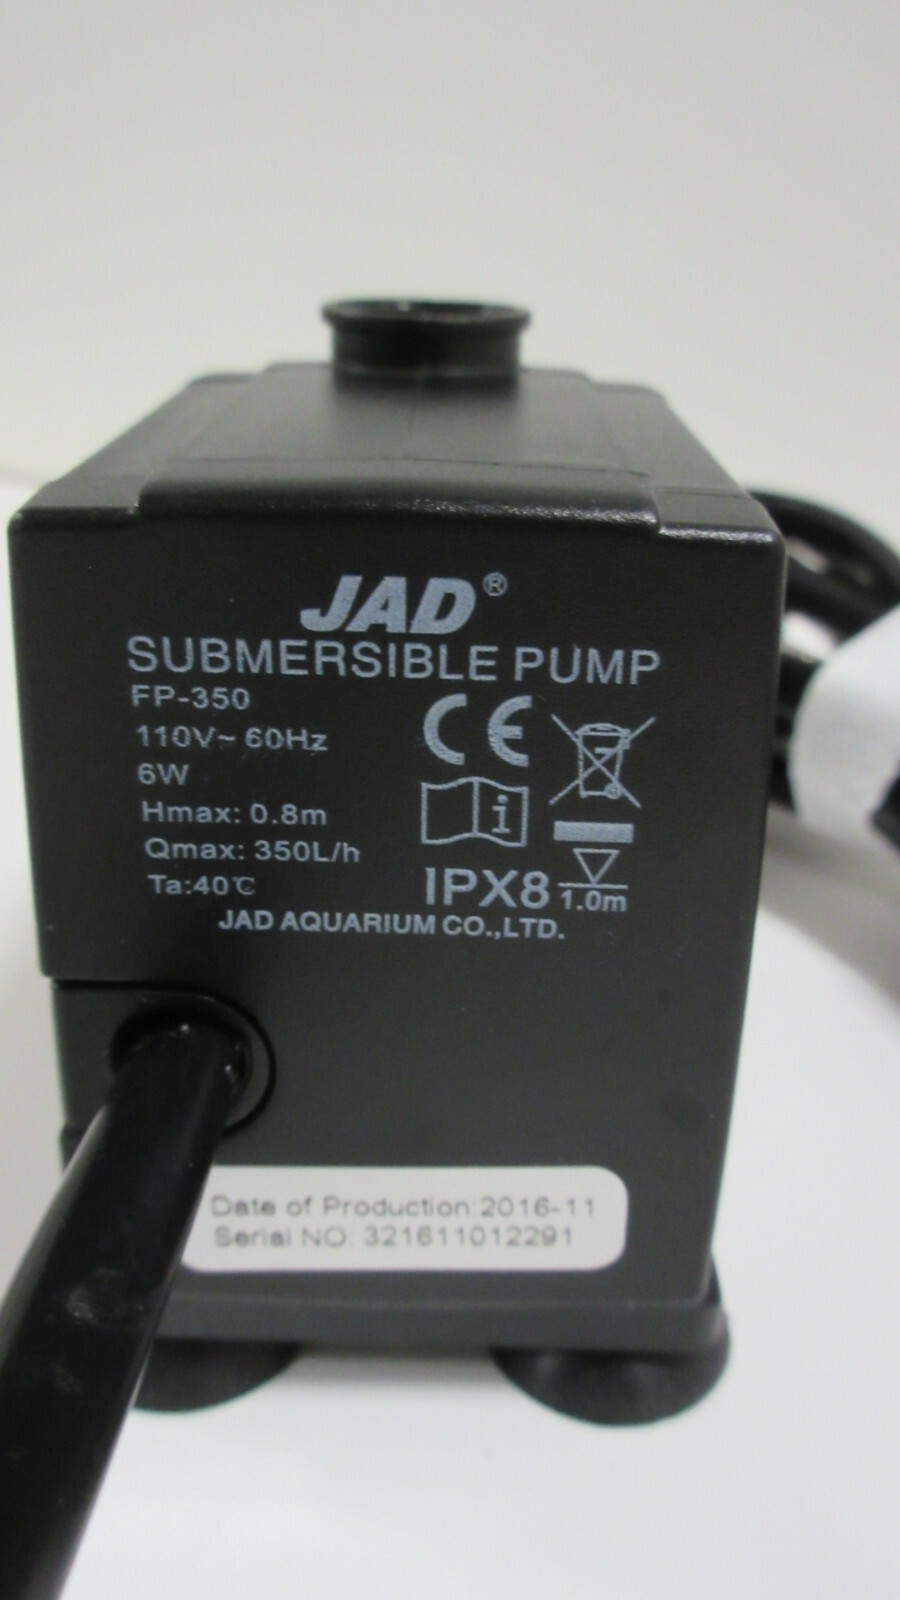 JAD®
SUBMERSIBLE PUMP
FP-350
110V~ 60Hz
6W
Hmax: 0.8m
Qmax: 350L/h
Ta:40℃
CE
i
IPX8
1.0m
JAD AQUARIUM CO.,LTD.
Date of Production:2016-11
Serial NO: 321611012291